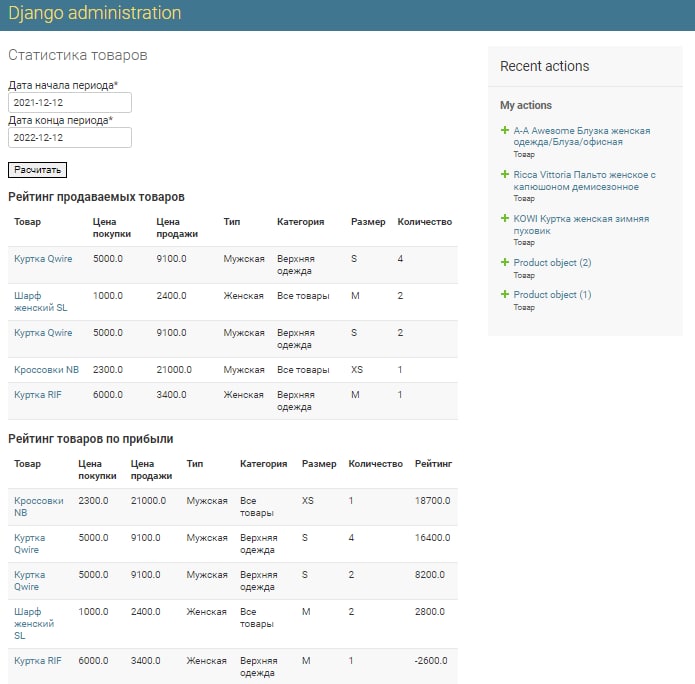 Django administration
Статистика товаров
Дата начала периода*
2021-12-12
Дата конца периода*
2022-12-12
Расчитать
Рейтинг продаваемых товаров
Товар Цена покупки Цена продажи Тип Категория Размер Количество
Куртка Qwire 5000.0 9100.0 Мужская Верхняя одежда S 4
Шарф женский SL 1000.0 2400.0 Женская Все товары M 2
Куртка Qwire 5000.0 9100.0 Мужская Верхняя одежда S 2
Кроссовки NB 2300.0 21000.0 Мужская Все товары XS 1
Куртка RIF 6000.0 3400.0 Женская Верхняя одежда M 1
Рейтинг товаров по прибыли
Товар Цена покупки Цена продажи Тип Категория Размер Количество Рейтинг
Кроссовки NB 2300.0 21000.0 Мужская Все товары XS 1 18700.0
Куртка Qwire 5000.0 9100.0 Мужская Верхняя одежда S 4 16400.0
Куртка Qwire 5000.0 9100.0 Мужская Верхняя одежда S 2 8200.0
Шарф женский SL 1000.0 2400.0 Женская Все товары M 2 2800.0
Куртка RIF 6000.0 3400.0 Женская Верхняя одежда M 1 -2600.0
Recent actions
My actions
A-A Awesome Блузка женская
одежда/Блуза/офисная
Товар
Ricca Vittoria Пальто женское с
капюшоном демисезонное
Товар
KOWI Куртка женская зимняя
пуховик
Товар
Product object (2)
Товар
Product object (1)
Товар